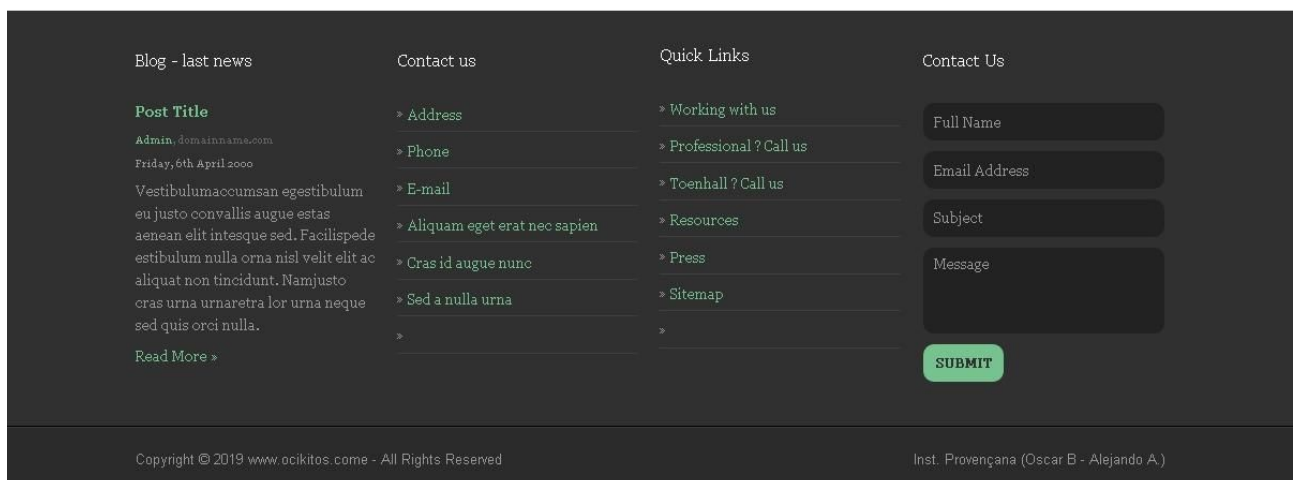 Blog - last news
Post Title
Admin, domainname.com
Friday, 6th April 2000
Vestibulumaccumsan egestibulum
eu justo convallis augue estas
aenean elit intesque sed. Facilispede
estibulum nulla orna nisl velit elit ac
aliquat non tincidunt. Namjusto
cras urna urnaretra lor urna neque
sed quis orci nulla.
Read More »
Contact us
» Address
» Phone
» E-mail
» Aliquam eget erat nec sapien
» Cras id augue nunc
» Sed a nulla urna
»
Quick Links
» Working with us
» Professional ? Call us
» Toenhall ? Call us
» Resources
» Press
» Sitemap
»
Contact Us
Full Name
Email Address
Subject
Message
SUBMIT
Copyright © 2019 www.ocikitos.come - All Rights Reserved
Inst. Provençana (Oscar B - Alejando A.)